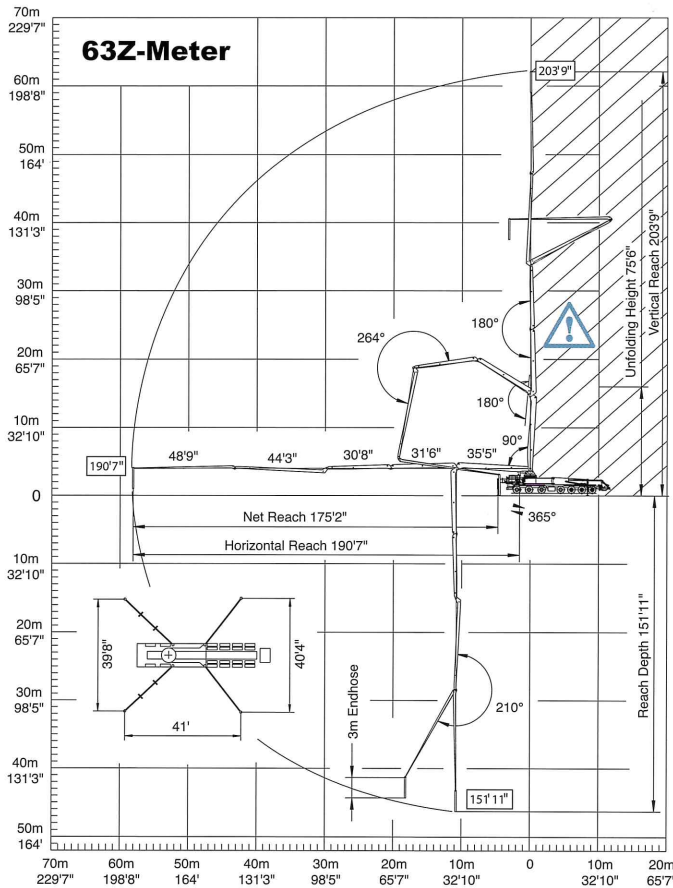 63Z-Meter
70m
229'7"
60m
198'8"
50m
164'
40m
131'3"
30m
98'5"
20m
65'7"
10m
32'10"
0
10m
32'10"
20m
65'7"
30m
98'5"
40m
131'3"
50m
164'
203'9"
Unfolding Height 75'6"
Vertical Reach 203'9"
180°
264°
180°
90°
190'7"
48'9"
44'3"
30'8"
31'6"
35'5"
365°
Net Reach 175'2"
Horizontal Reach 190'7"
39'8"
40'4"
41'
3m Endhose
210°
Reach Depth 151'11"
151'11"
70m 60m 50m 40m 30m 20m 10m 0 10m 20m
229'7" 198'8" 164' 131'3" 98'5" 65'7" 32'10" 32'10" 65'7"